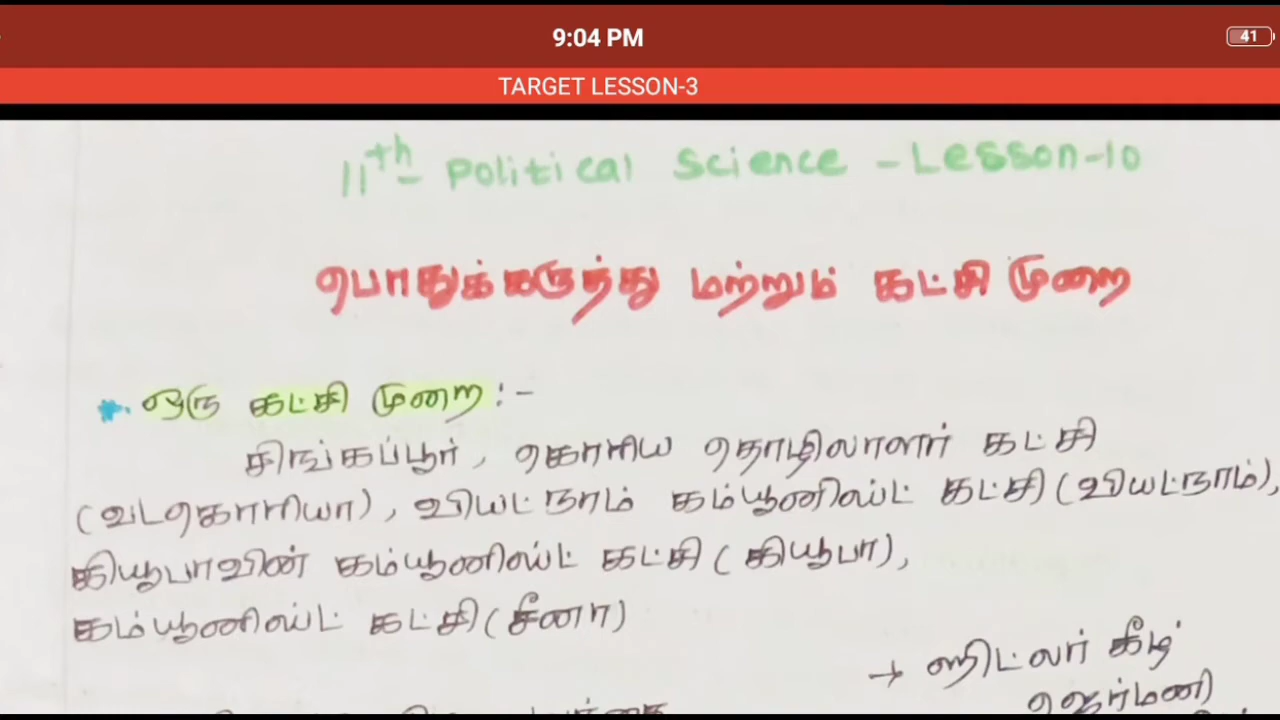 9:04 PM
41
TARGET LESSON-3
11th Political Science - Lesson-10
பொதுக்கருத்து மற்றும் கட்சி முறை
ஒரு கட்சி முறை:-
சிங்கப்பூர், கொரிய தொழிலாளர் கட்சி
(வடகொரியா), வியட்நாம் கம்யூனிஸ்ட் கட்சி (வியட்நாம்),
கியூபாவின் கம்யூனிஸ்ட் கட்சி (கியூபா),
கம்யூனிஸ்ட் கட்சி (சீனா)
→ ஹிட்லர் கீழ்
ஜெர்மனி